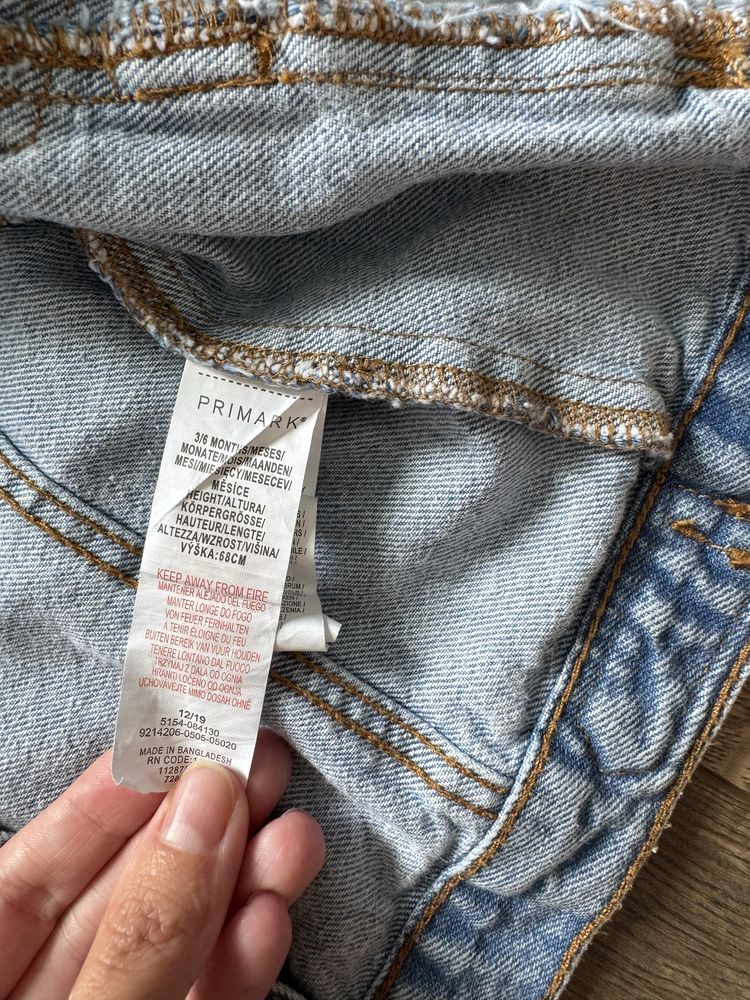 PRIMARK®
3/6 MONTHS/MESES/
MONATE/MOIS/MAANDEN/
MESI/MIESIĘCY/MESECEV/
MĚSÍCE
HEIGHT/ALTURA/
KÖRPERGRÖSSE/
HAUTEUR/LENGTE/
ALTEZZA/WZROST/VIŠINA/
VÝŠKA:68CM
KEEP AWAY FROM FIRE
MANTENER ALEJADO DEL FUEGO
MANTER LONGE DO FOGO
VON FEUER FERNHALTEN
À TENIR ÉLOIGNÉ DU FEU
BUITEN BEREIK VAN VUUR HOUDEN
TENERE LONTANO DAL FUOCO
TRZYMAJ Z DALA OD OGNIA
HRANITI LOČENO OD OGNJA
UCHOVÁVEJTE MIMO DOSAH OHNĚ
12/19
5154-084130
9214206-0506-05020
MADE IN BANGLADESH
RN CODE: